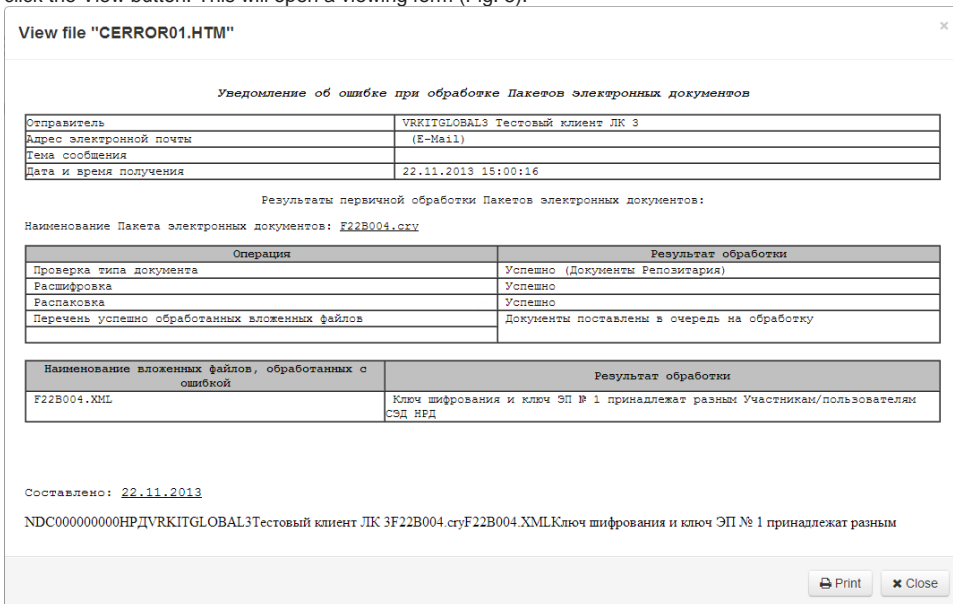 click the View button. This will open a viewing form (Fig.
View file "CERROR01.HTM"
×
Уведомление об ошибке при обработке Пакетов электронных документов
Отправитель VRKITGLOBAL3 Тестовый клиент ЛК 3
Адрес электронной почты (E-Mail)
Тема сообщения
Дата и время получения 22.11.2013 15:00:16
Результаты первичной обработки Пакетов электронных документов:
Наименование Пакета электронных документов: F22B004.cry
Операция Результат обработки
Проверка типа документа Успешно (Документы Репозитария)
Расшифровка Успешно
Распаковка Успешно
Перечень успешно обработанных вложенных файлов Документы поставлены в очередь на обработку
Наименование вложенных файлов, обработанных с
ошибкой
Результат обработки
F22B004.XML Ключ шифрования и ключ ЭП № 1 принадлежат разным Участникам/пользователям
СЭД НРД
Составлено: 22.11.2013
NDC000000000НРДVRKITGLOBAL3Тестовый клиент ЛК 3F22B004.cryF22B004.XMLКлюч шифрования и ключ ЭП № 1 принадлежат разным
Print Close